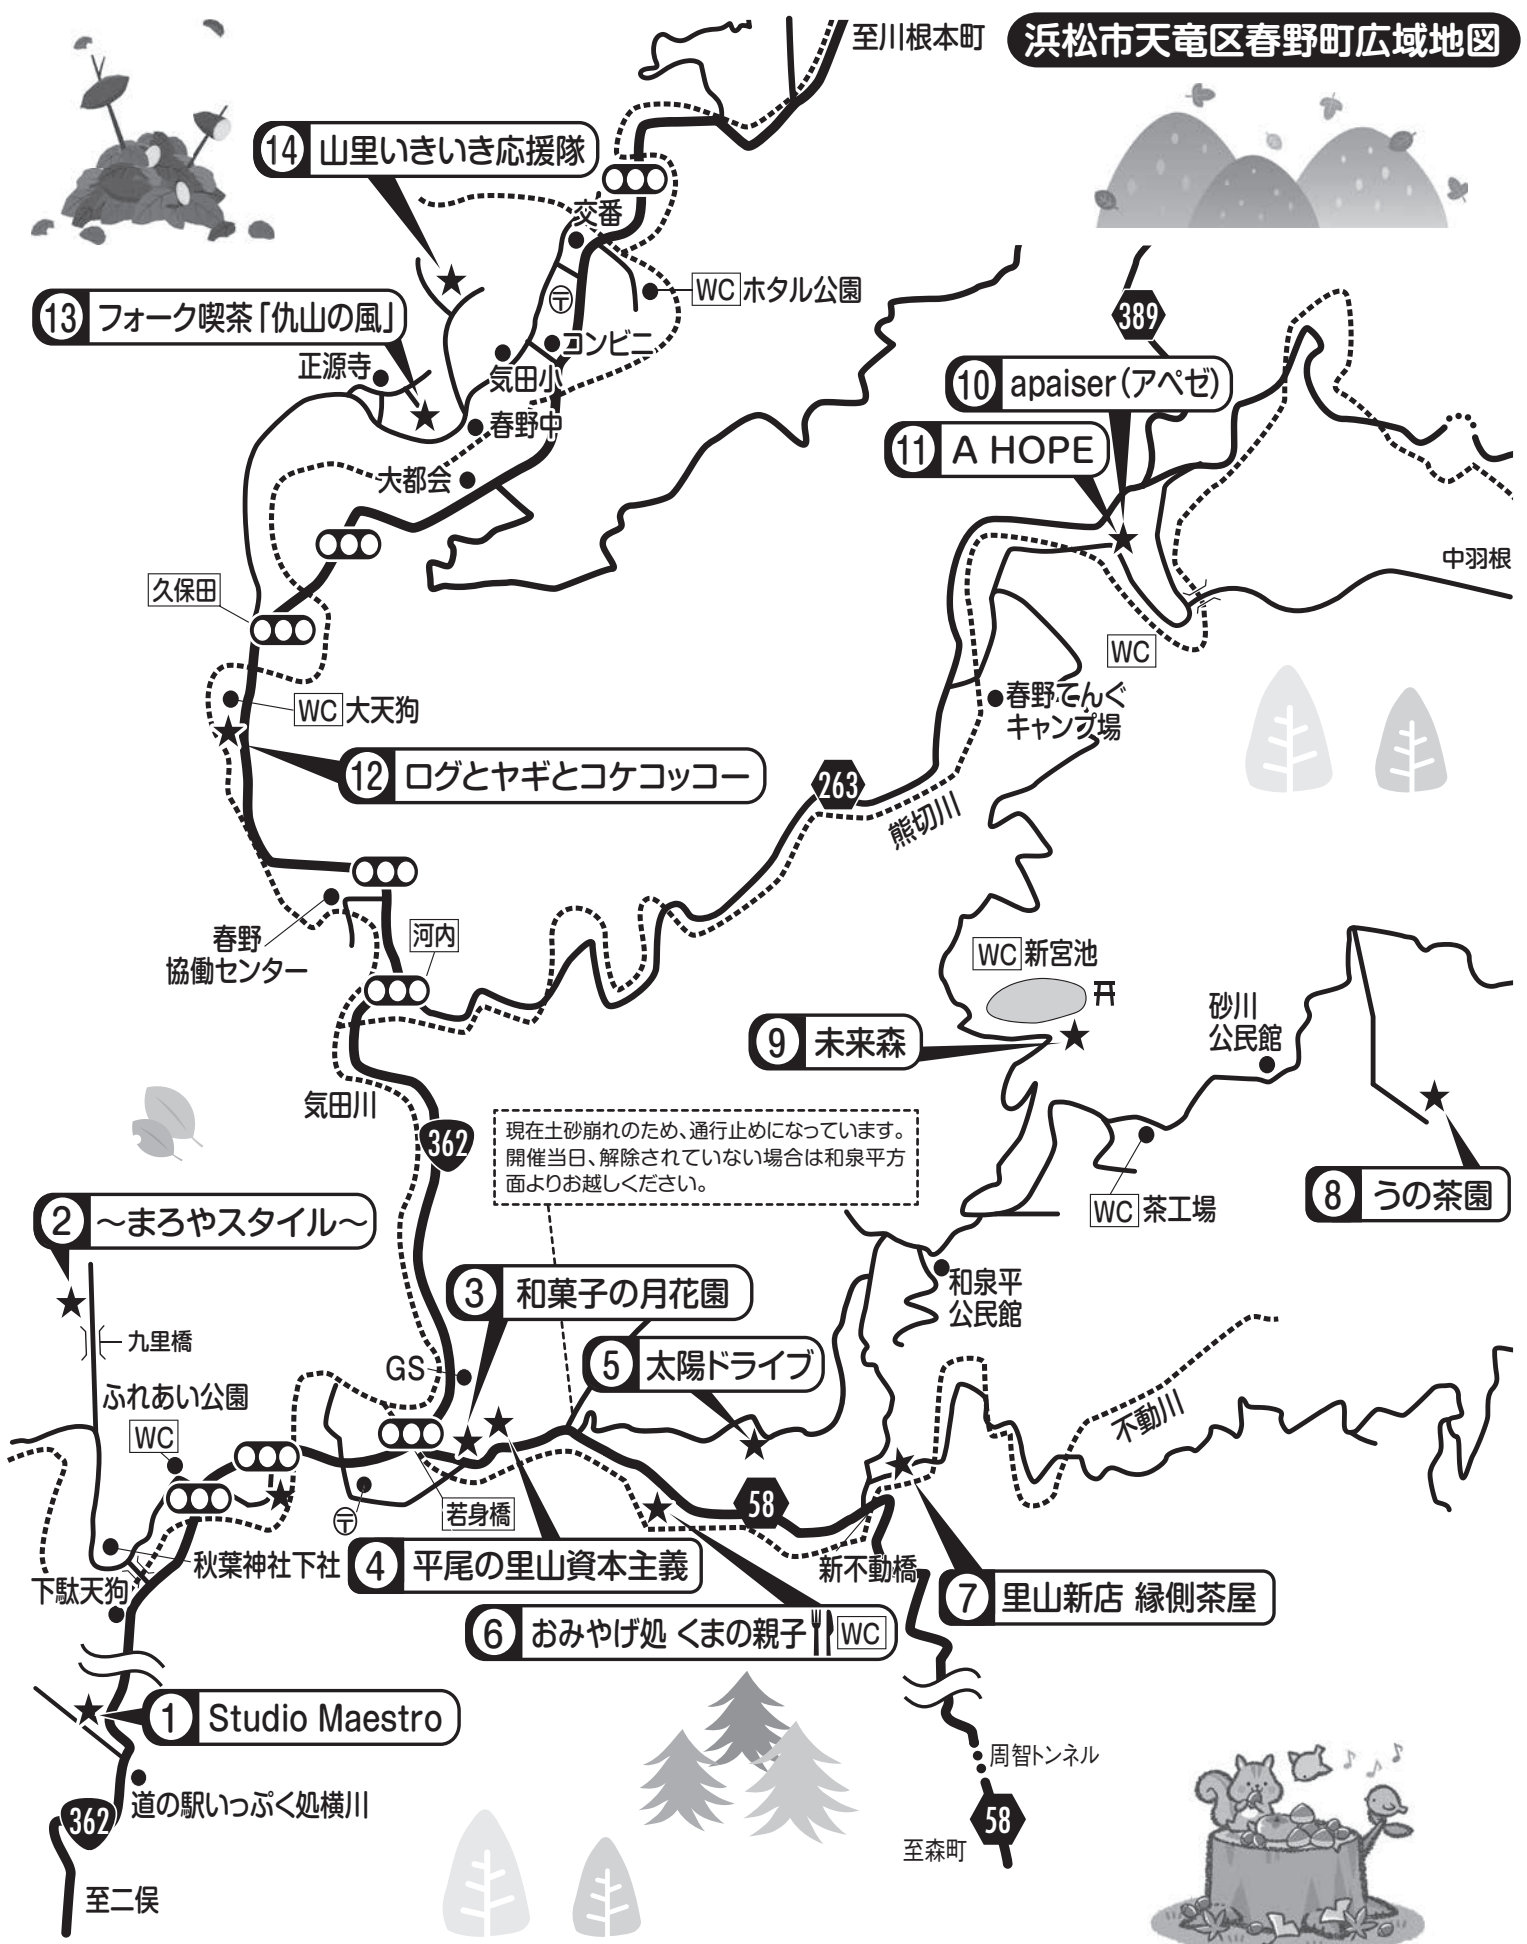 至川根本町
浜松市天竜区春野町広域地図
14 山里いきいき応援隊
交番
WC ホタル公園
〒
13 フォーク喫茶「仇山の風」
コンビニ
正源寺
気田小
389
10 apaiser(アペゼ)
春野中
11 A HOPE
大都会
中羽根
久保田
WC
WC 大天狗
春野てんぐ
キャンプ場
12 ログとヤギとコケコッコー
263
熊切川
春野
協働センター
河内
WC 新宮池
砂川
公民館
9 未来森
気田川
362
現在土砂崩れのため、通行止めになっています。
開催当日、解除されていない場合は和泉平方
面よりお越しください。
8 うの茶園
WC 茶工場
2 〜まろやスタイル〜
3 和菓子の月花園
和泉平
公民館
九里橋
GS
5 太陽ドライブ
ふれあい公園
WC
不動川
58
〒
若身橋
秋葉神社下社
4 平尾の里山資本主義
新不動橋
下駄天狗
7 里山新店 縁側茶屋
6 おみやげ処 くまの親子 WC
1 Studio Maestro
周智トンネル
道の駅いっぷく処横川
362
58
至森町
至二俣